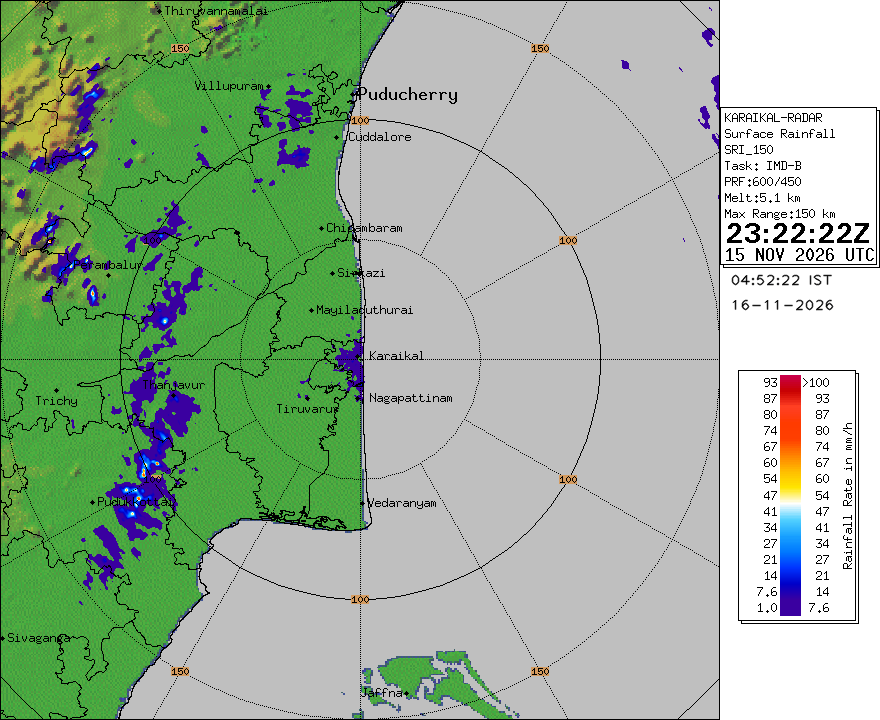 Thiruvannamalai
150
150
Villupuram
Puducherry
100
Cuddalore
Chidambaram
100
Perambalur
Sirkazi
Mayiladuthurai
Karaikal
Thanjavur
Trichy
Nagapattinam
Tiruvarur
100
100
Pudukottai
Vedaranyam
100
Sivaganga
150
150
Jaffna
KARAIKAL-RADAR
Surface Rainfall
SRI_150
Task: IMD-B
PRF:600/450
Melt:5.1 km
Max Range:150 km
23:22:22Z
15 NOV 2026 UTC
04:52:22 IST
16-11-2026
93 >100
87 93
80 87
74 80
67 74
60 67
54 60
47 54
41 47
34 41
27 34
21 27
14 21
7.6 14
1.0 7.6
Rainfall Rate in mm/h